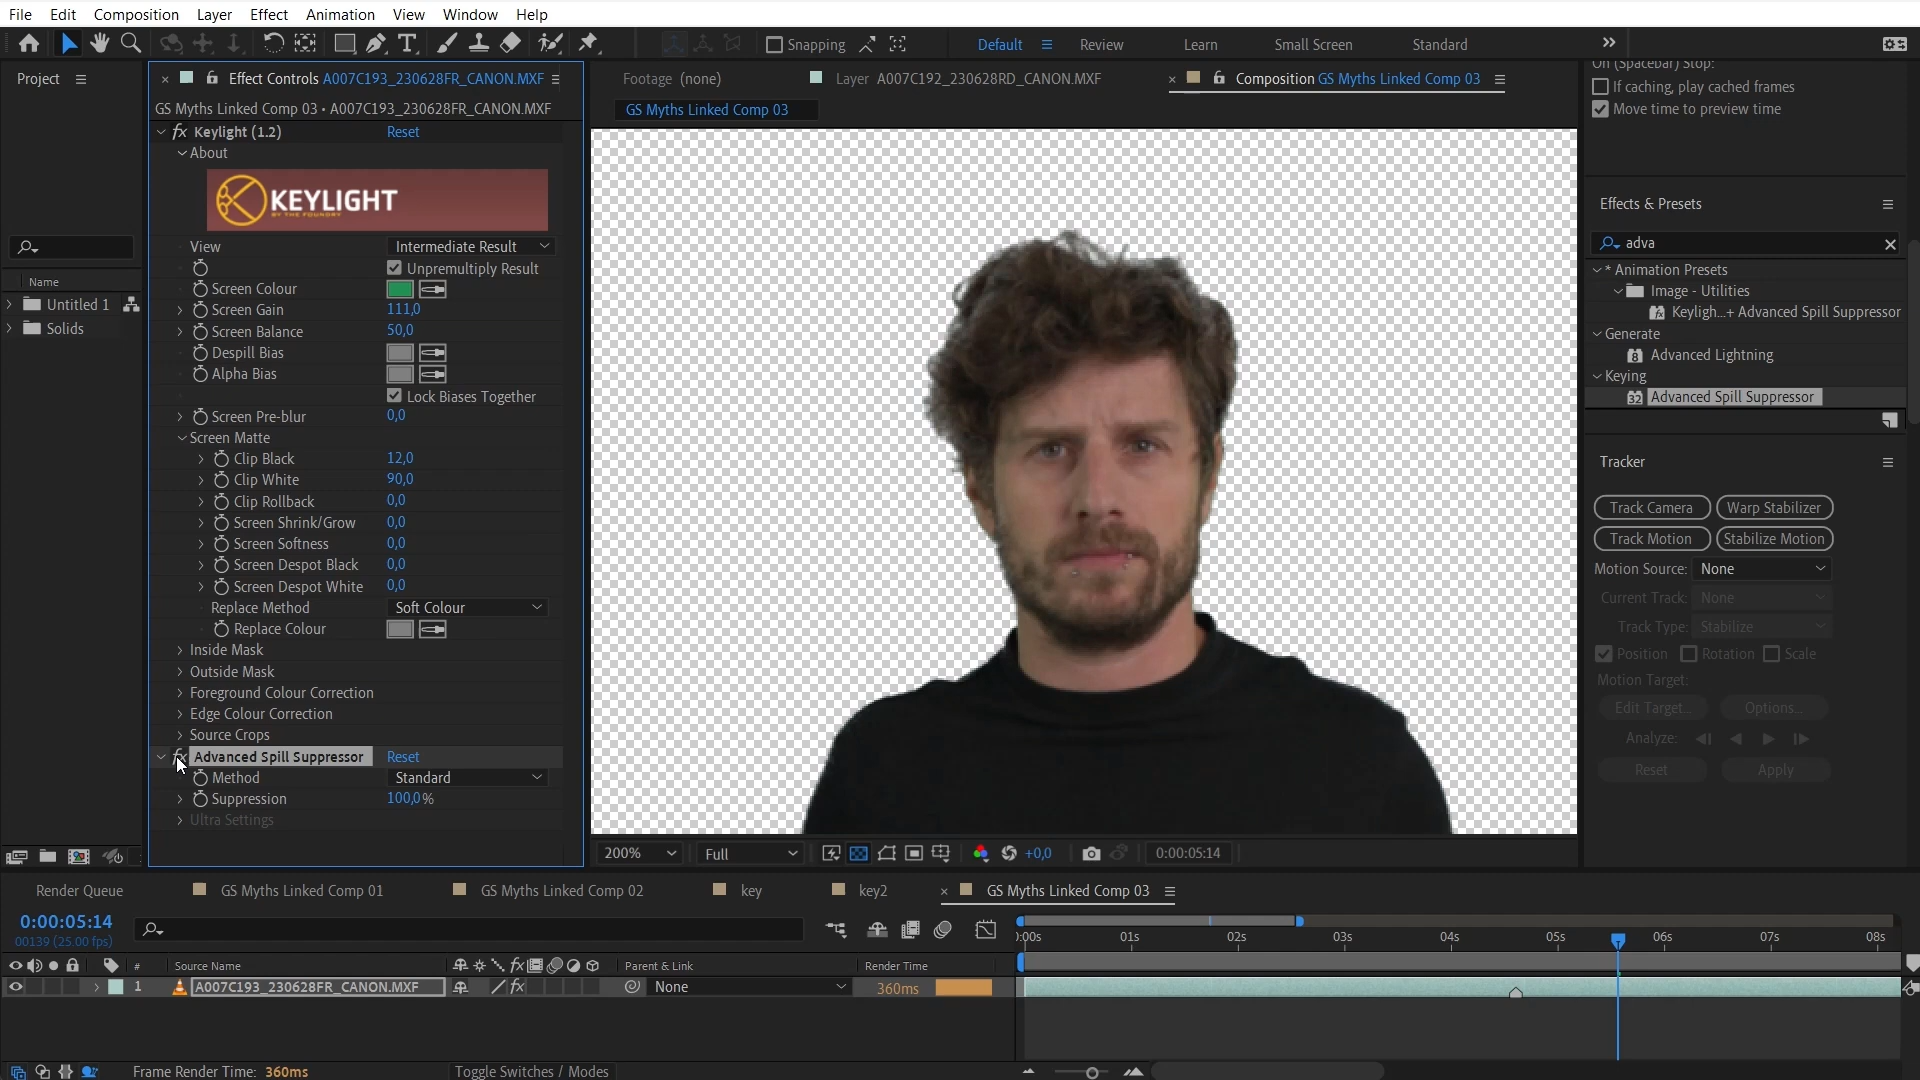 File Edit Composition Layer Effect Animation View Window Help
Snapping Default Review Learn Small Screen Standard
Project
Effect Controls A007C193_230628FR_CANON.MXF
GS Myths Linked Comp 03 • A007C193_230628FR_CANON.MXF
fx Keylight (1.2) Reset
About
KEYLIGHT
BY THE FOUNDRY
View Intermediate Result
Unpremultiply Result
Screen Colour
Screen Gain 111,0
Screen Balance 50,0
Despill Bias
Alpha Bias
Lock Biases Together
Screen Pre-blur 0,0
Screen Matte
Clip Black 12,0
Clip White 90,0
Clip Rollback 0,0
Screen Shrink/Grow 0,0
Screen Softness 0,0
Screen Despot Black 0,0
Screen Despot White 0,0
Replace Method Soft Colour
Replace Colour
Inside Mask
Outside Mask
Foreground Colour Correction
Edge Colour Correction
Source Crops
fx Advanced Spill Suppressor Reset
Method Standard
Suppression 100,0%
Ultra Settings
Name
Untitled 1
Solids
Footage (none) Layer A007C192_230628RD_CANON.MXF Composition GS Myths Linked Comp 03
GS Myths Linked Comp 03
200% Full +0,0 0:00:05:14
On (Spacebar) Stop:
If caching, play cached frames
Move time to preview time
Effects & Presets
adva
* Animation Presets
Image - Utilities
Keyligh...+ Advanced Spill Suppressor
Generate
8 Advanced Lightning
Keying
32 Advanced Spill Suppressor
Tracker
Track Camera Warp Stabilizer
Track Motion Stabilize Motion
Motion Source: None
Current Track: None
Track Type: Stabilize
Position Rotation Scale
Motion Target:
Edit Target... Options...
Analyze:
Reset Apply
Render Queue GS Myths Linked Comp 01 GS Myths Linked Comp 02 key key2 GS Myths Linked Comp 03
0:00:05:14
00139 (25.00 fps)
0:00s 01s 02s 03s 04s 05s 06s 07s 08s
# Source Name fx Parent & Link Render Time
1 A007C193_230628FR_CANON.MXF fx None 360ms
Frame Render Time: 360ms Toggle Switches / Modes